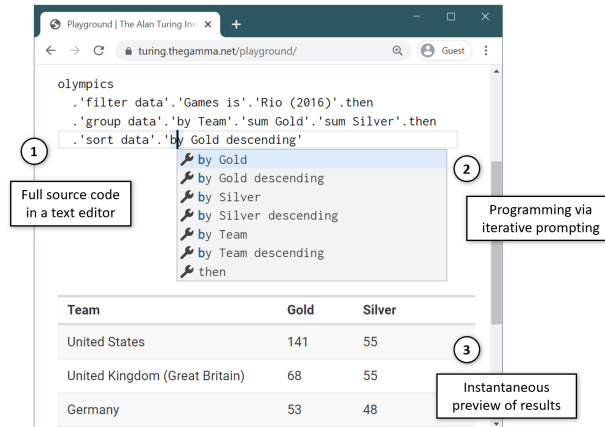 Playground | The Alan Turing Ins
turing.thegamma.net/playground/
Guest
olympics
.'filter data'.'Games is'.'Rio (2016)'.then
.'group data'.'by Team'.'sum Gold'.'sum Silver'.then
.'sort data'.'by Gold descending'
by Gold
by Gold descending
by Silver
by Silver descending
by Team
by Team descending
then
1
Full source code
in a text editor
2
Programming via
iterative prompting
Team Gold Silver
United States 141 55
United Kingdom (Great Britain) 68 55
Germany 53 48
3
Instantaneous
preview of results